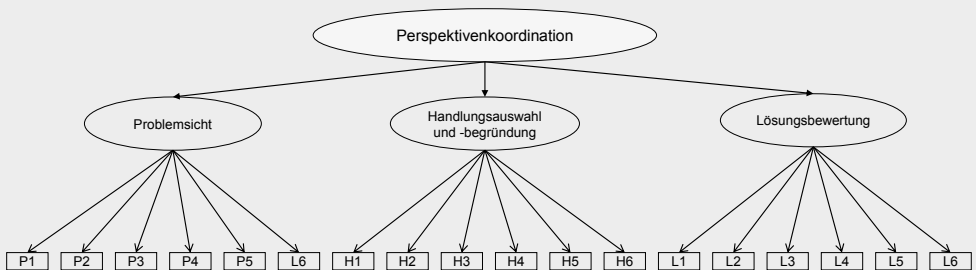 Perspektivenkoordination
Problemsicht
Handlungsauswahl
und -begründung
Lösungsbewertung
P1 P2 P3 P4 P5 L6 H1 H2 H3 H4 H5 H6 L1 L2 L3 L4 L5 L6